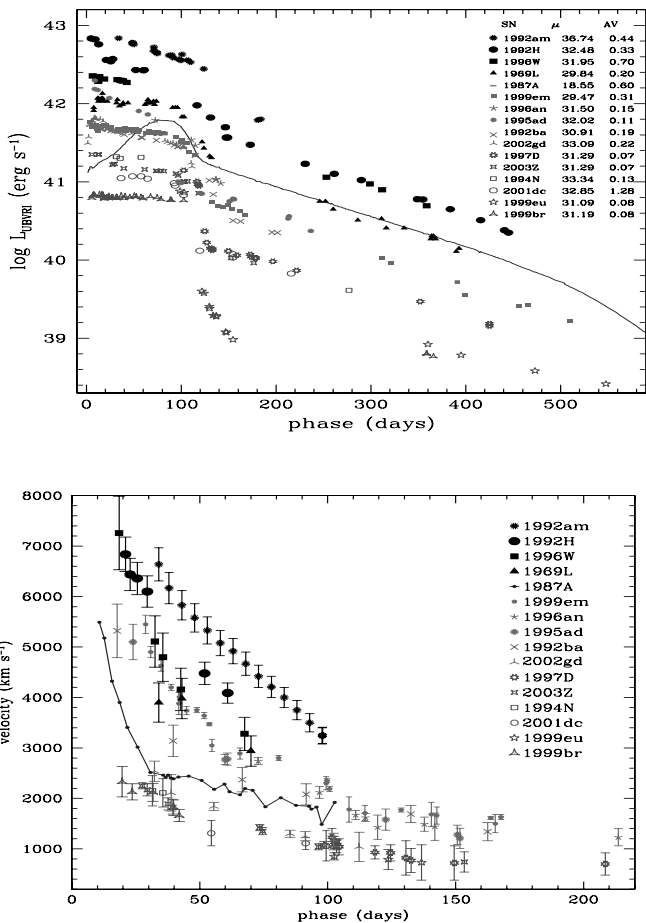 SN μ AV
43
1992am 36.74 0.44
1992H 32.48 0.33
1996W 31.95 0.70
1969L 29.84 0.20
1987A 18.55 0.60
1999em 29.47 0.31
42
1996an 31.50 0.15
1995ad 32.02 0.11
1992ba 30.91 0.19
2002gd 33.09 0.22
1997D 31.29 0.07
2003Z 31.29 0.07
41
1994N 33.34 0.13
2001dc 32.85 1.28
1999eu 31.09 0.08
1999br 31.19 0.08
log L UBVRI (erg s⁻¹)
40
39
0 100 200 300 400 500
phase (days)
8000
7000
6000
5000
4000
3000
2000
1000
velocity (km s⁻¹)
1992am
1992H
1996W
1969L
1987A
1999em
1996an
1995ad
1992ba
2002gd
1997D
2003Z
1994N
2001dc
1999eu
1999br
0 50 100 150 200
phase (days)